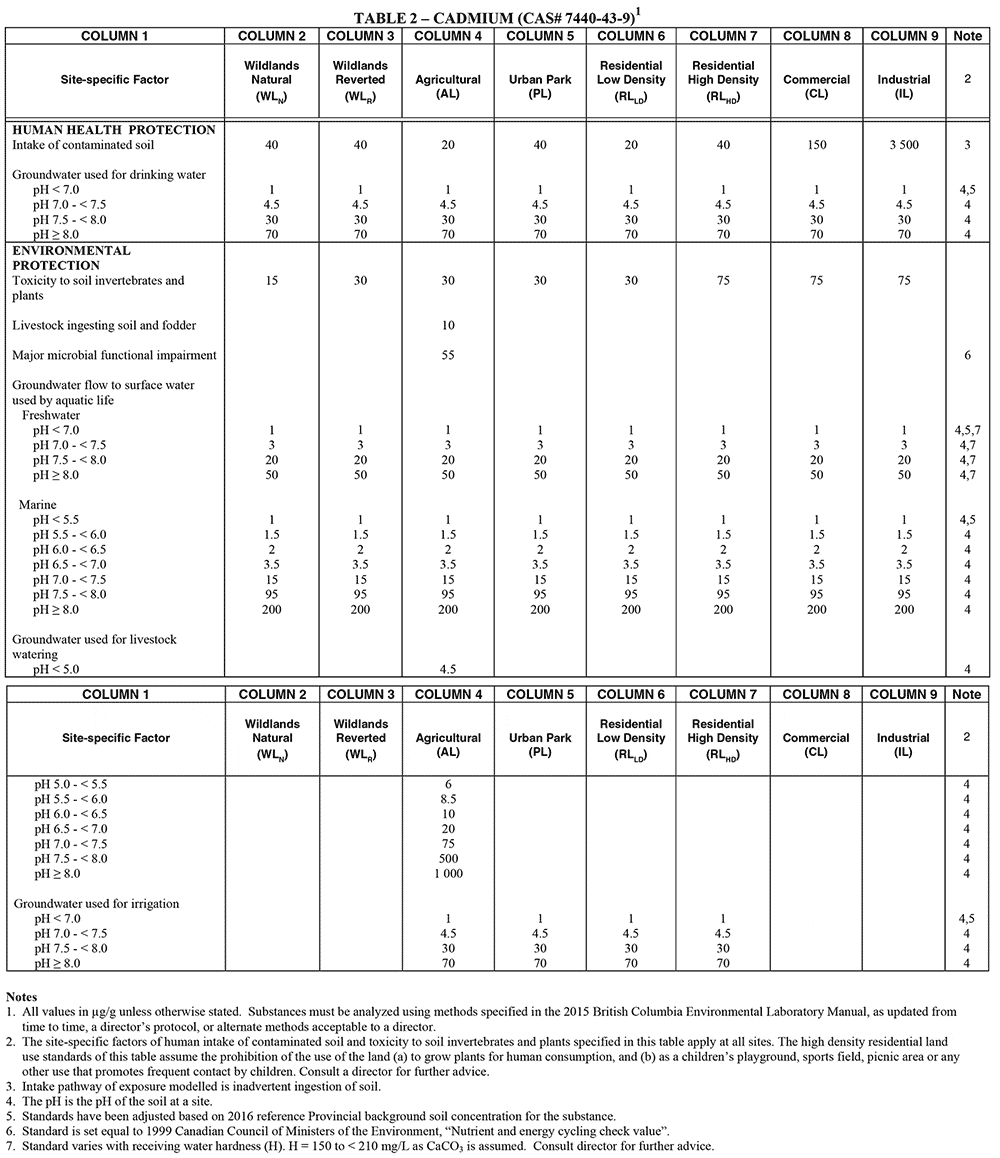 TABLE 2 – CADMIUM (CAS# 7440-43-9)1
COLUMN 1 COLUMN 2 COLUMN 3 COLUMN 4 COLUMN 5 COLUMN 6 COLUMN 7 COLUMN 8 COLUMN 9 Note
Site-specific Factor Wildlands Natural (WLN) Wildlands Reverted (WLR) Agricultural (AL) Urban Park (PL) Residential Low Density (RLLD) Residential High Density (RLHD) Commercial (CL) Industrial (IL) 2
HUMAN HEALTH PROTECTION
Intake of contaminated soil 40 40 20 40 20 40 150 3 500 3
Groundwater used for drinking water
pH < 7.0 1 1 1 1 1 1 1 1 4,5
pH 7.0 - < 7.5 4.5 4.5 4.5 4.5 4.5 4.5 4.5 4.5 4
pH 7.5 - < 8.0 30 30 30 30 30 30 30 30 4
pH ≥ 8.0 70 70 70 70 70 70 70 70 4
ENVIRONMENTAL
PROTECTION
Toxicity to soil invertebrates and 15 30 30 30 30 75 75 75
plants
Livestock ingesting soil and fodder 10
Major microbial functional impairment 55 6
Groundwater flow to surface water
used by aquatic life
Freshwater
pH < 7.0 1 1 1 1 1 1 1 1 4,5,7
pH 7.0 - < 7.5 3 3 3 3 3 3 3 3 4,7
pH 7.5 - < 8.0 20 20 20 20 20 20 20 20 4,7
pH ≥ 8.0 50 50 50 50 50 50 50 50 4,7
Marine
pH < 5.5 1 1 1 1 1 1 1 1 4,5
pH 5.5 - < 6.0 1.5 1.5 1.5 1.5 1.5 1.5 1.5 1.5 4
pH 6.0 - < 6.5 2 2 2 2 2 2 2 2 4
pH 6.5 - < 7.0 3.5 3.5 3.5 3.5 3.5 3.5 3.5 3.5 4
pH 7.0 - < 7.5 15 15 15 15 15 15 15 15 4
pH 7.5 - < 8.0 95 95 95 95 95 95 95 95 4
pH ≥ 8.0 200 200 200 200 200 200 200 200 4
Groundwater used for livestock
watering
pH < 5.0 4.5 4
COLUMN 1 COLUMN 2 COLUMN 3 COLUMN 4 COLUMN 5 COLUMN 6 COLUMN 7 COLUMN 8 COLUMN 9 Note
Site-specific Factor Wildlands Natural (WLN) Wildlands Reverted (WLR) Agricultural (AL) Urban Park (PL) Residential Low Density (RLLD) Residential High Density (RLHD) Commercial (CL) Industrial (IL) 2
pH 5.0 - < 5.5 6 4
pH 5.5 - < 6.0 8.5 4
pH 6.0 - < 6.5 10 4
pH 6.5 - < 7.0 20 4
pH 7.0 - < 7.5 75 4
pH 7.5 - < 8.0 500 4
pH ≥ 8.0 1 000 4
Groundwater used for irrigation
pH < 7.0 1 1 1 1 4,5
pH 7.0 - < 7.5 4.5 4.5 4.5 4.5 4
pH 7.5 - < 8.0 30 30 30 30 4
pH ≥ 8.0 70 70 70 70 4
Notes
1. All values in µg/g unless otherwise stated. Substances must be analyzed using methods specified in the 2015 British Columbia Environmental Laboratory Manual, as updated from
time to time, a director's protocol, or alternate methods acceptable to a director.
2. The site-specific factors of human intake of contaminated soil and toxicity to soil invertebrates and plants specified in this table apply at all sites. The high density residential land
use standards of this table assume the prohibition of the use of the land (a) to grow plants for human consumption, and (b) as a children's playground, sports field, picnic area or any
other use that promotes frequent contact by children. Consult a director for further advice.
3. Intake pathway of exposure modelled is inadvertent ingestion of soil.
4. The pH is the pH of the soil at a site.
5. Standards have been adjusted based on 2016 reference Provincial background soil concentration for the substance.
6. Standard is set equal to 1999 Canadian Council of Ministers of the Environment, "Nutrient and energy cycling check value".
7. Standard varies with receiving water hardness (H). H = 150 to < 210 mg/L as CaCO3 is assumed. Consult director for further advice.